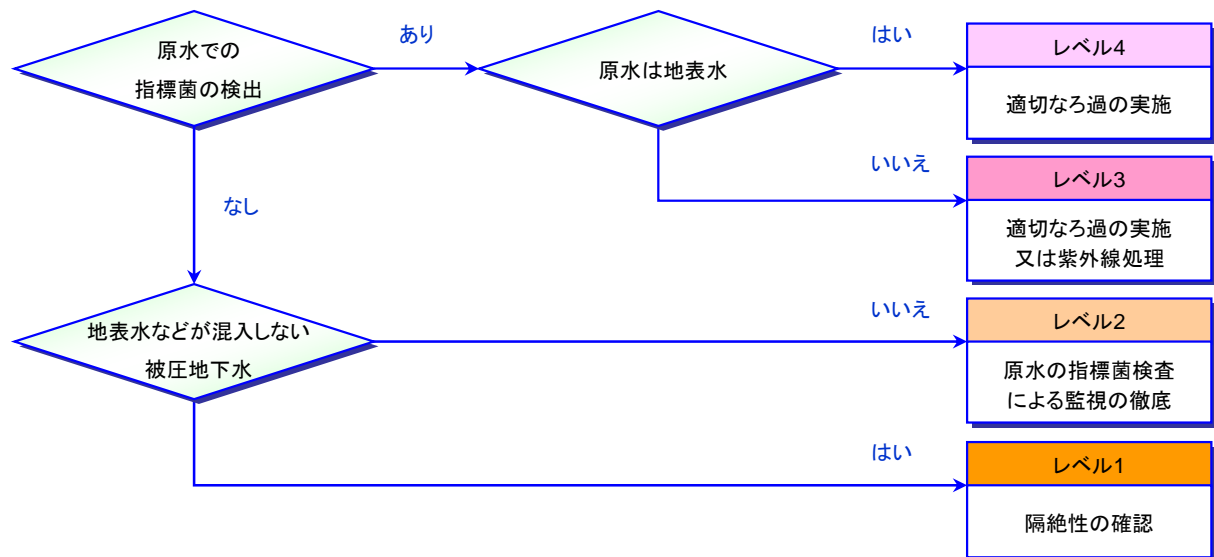 原水での
指標菌の検出
あり
原水は地表水
はい
レベル4
適切なろ過の実施
いいえ
レベル3
適切なろ過の実施
又は紫外線処理
なし
地表水などが混入しない
被圧地下水
いいえ
レベル2
原水の指標菌検査
による監視の徹底
はい
レベル1
隔絶性の確認